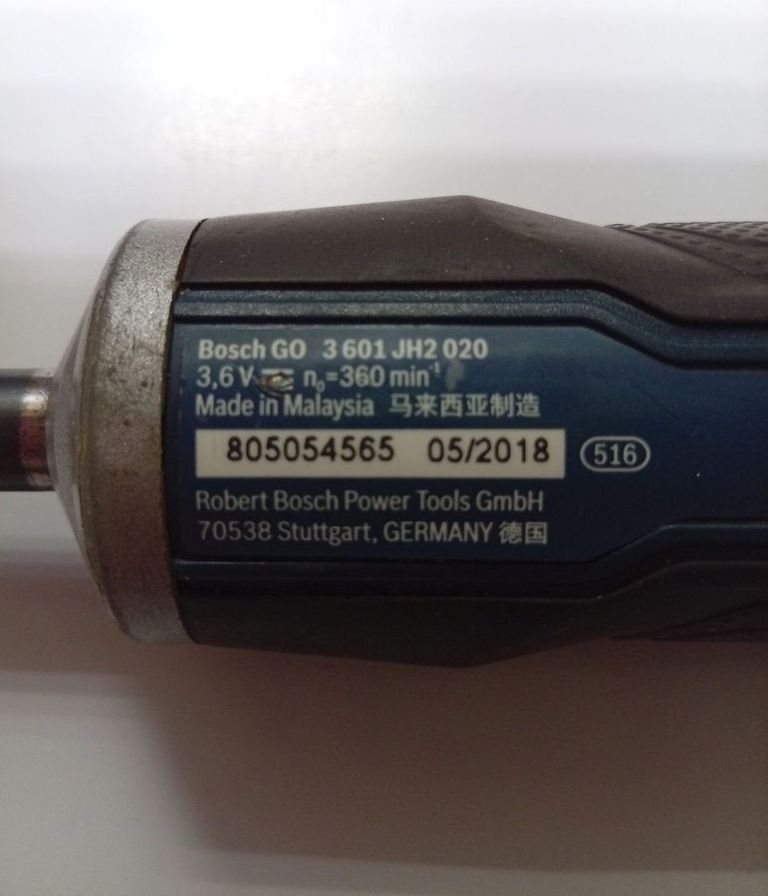 Bosch GO 3 601 JH2 020
3,6 V ⎓ n₀=360 min⁻¹
Made in Malaysia 马来西亚制造
805054565 05/2018
516
Robert Bosch Power Tools GmbH
70538 Stuttgart, GERMANY 德国